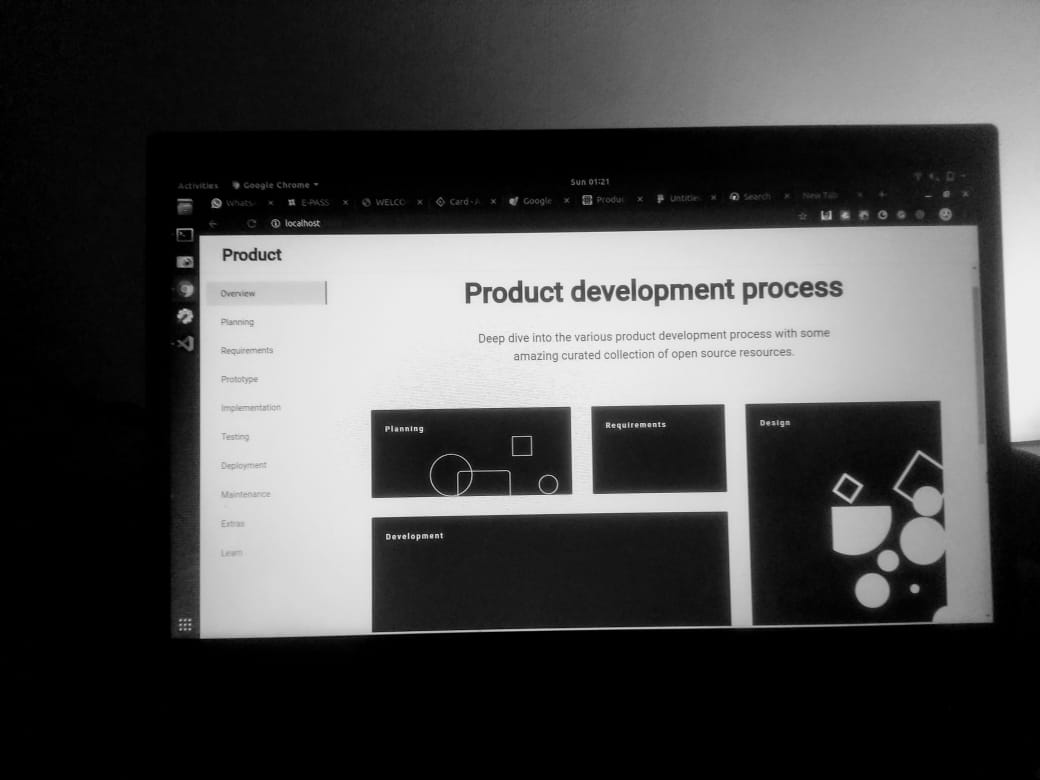 Activities Google Chrome Sun 01:21
Whats E-PASS WELCO Card-A Google Produc Untitle Search New Tab
localhost
Product
Overview
Planning
Requirements
Prototype
Implementation
Testing
Deployment
Maintenance
Extras
Learn
Product development process
Deep dive into the various product development process with some
amazing curated collection of open source resources.
Planning
Requirements
Design
Development